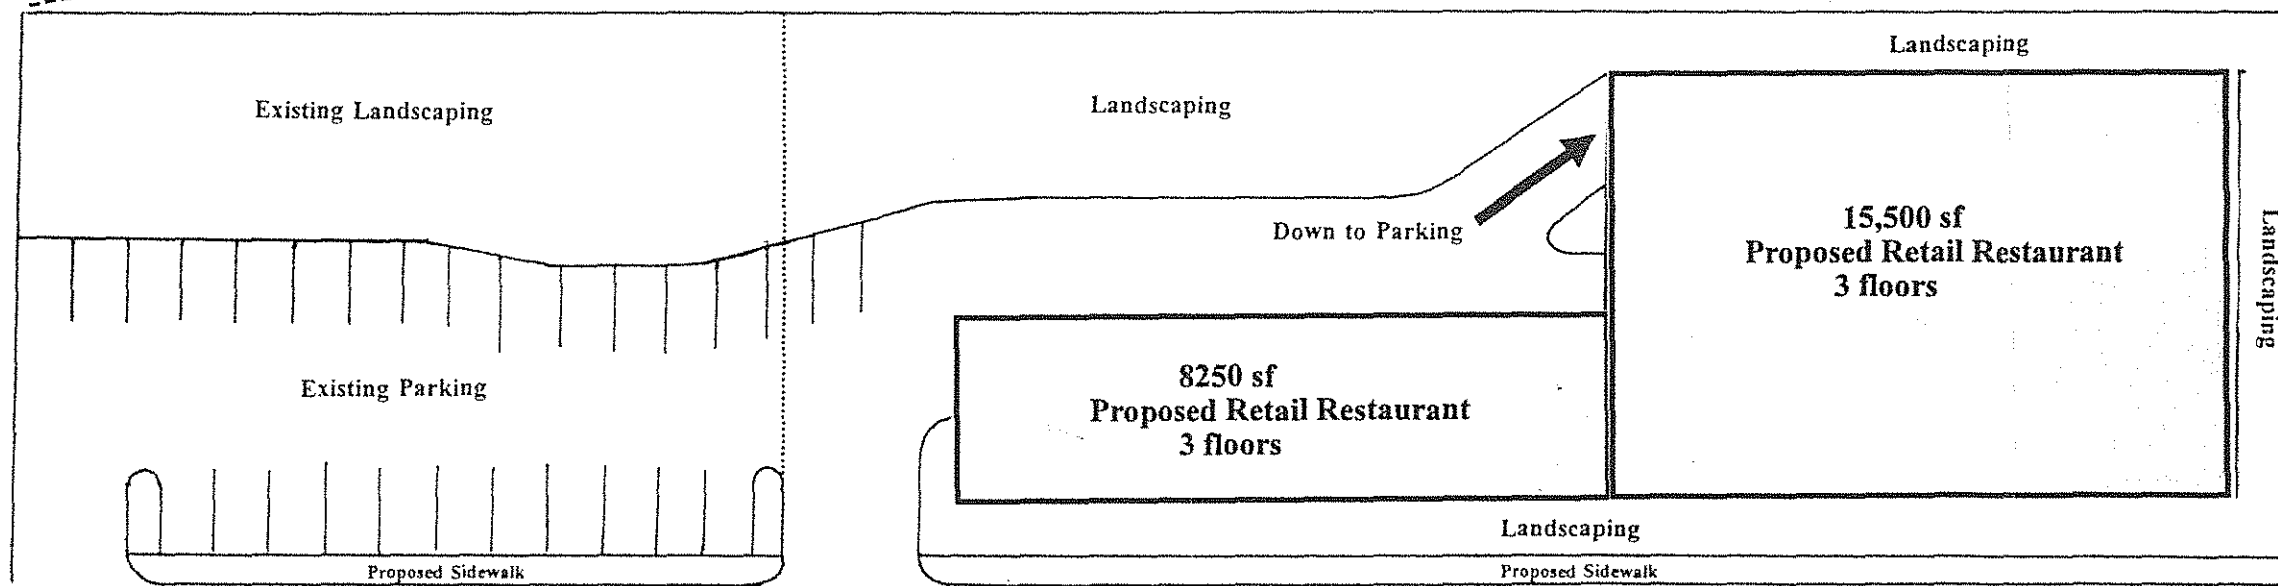 Landscaping
Existing Landscaping
Landscaping
Down to Parking
15,500 sf
Proposed Retail Restaurant
3 floors
Landscaping
Existing Parking
8250 sf
Proposed Retail Restaurant
3 floors
Landscaping
Proposed Sidewalk
Proposed Sidewalk